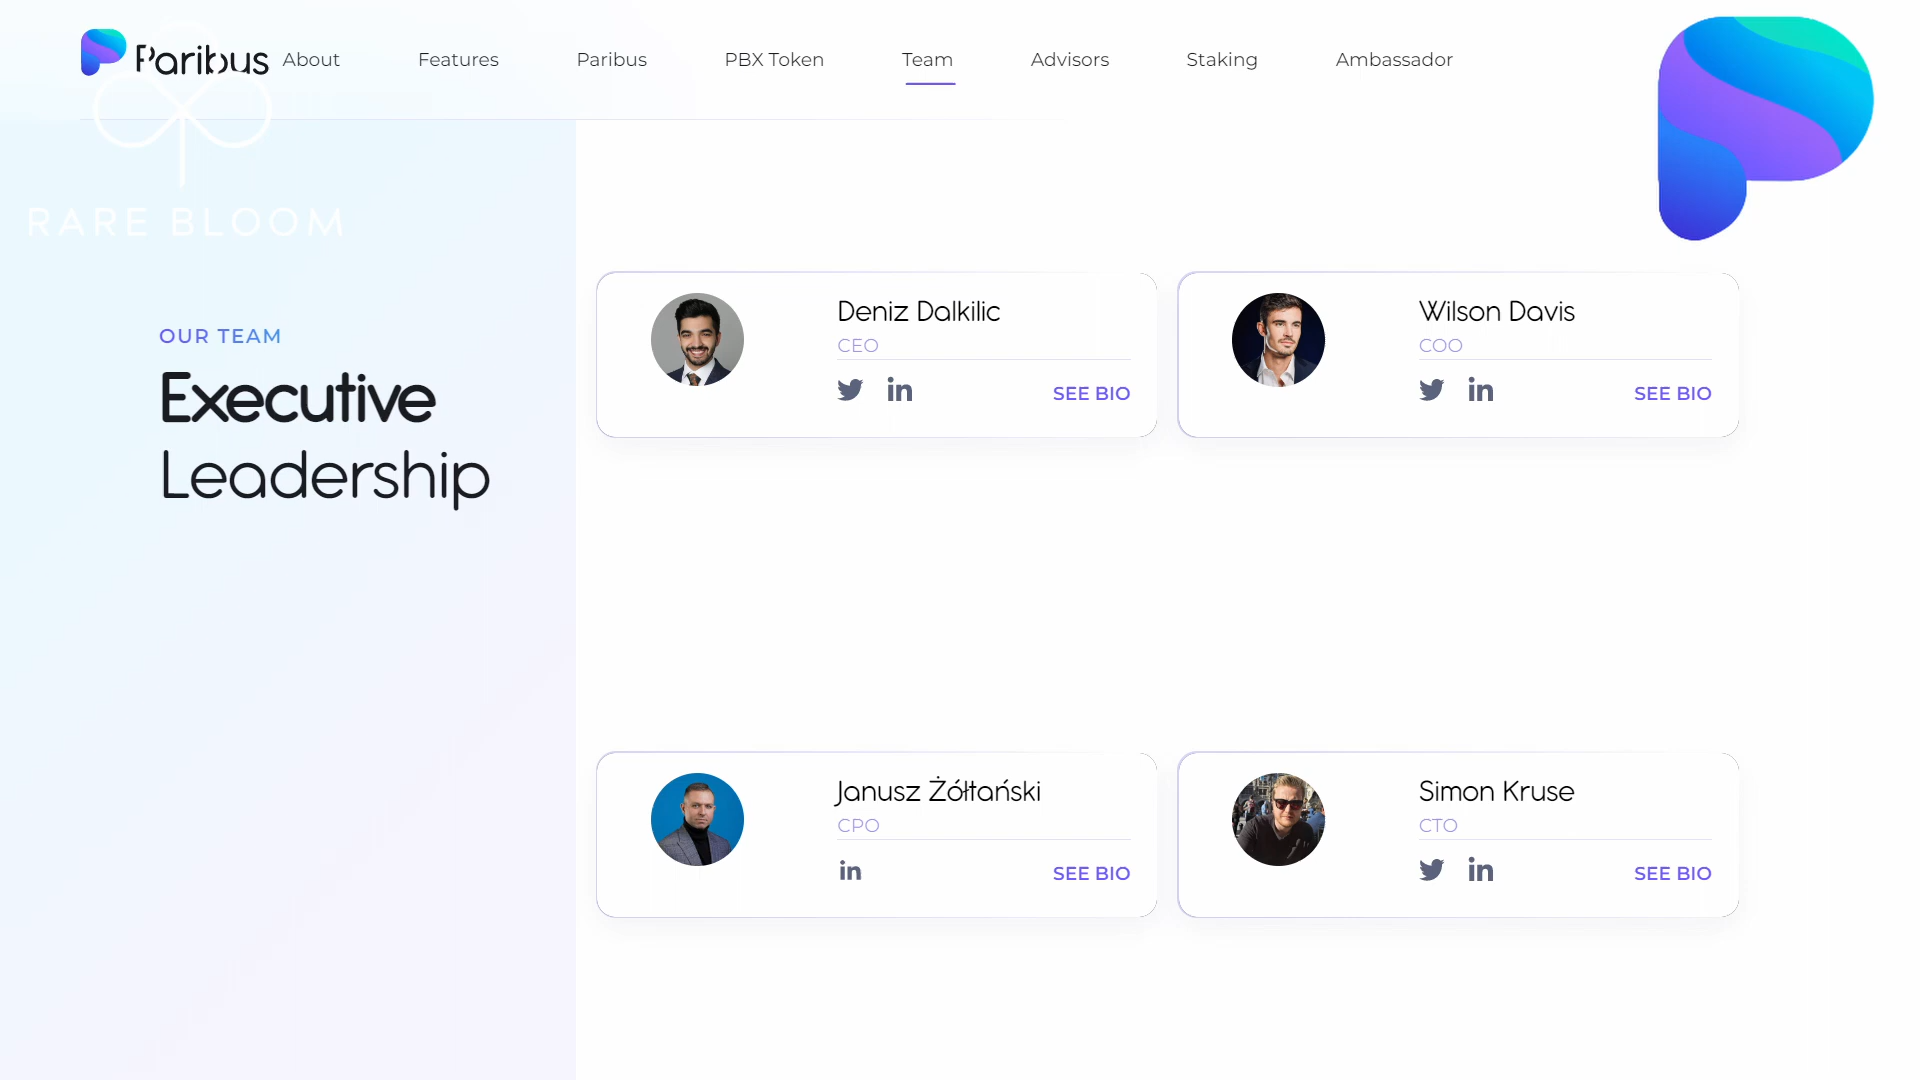 Paribus
About
Features
Paribus
PBX Token
Team
Advisors
Staking
Ambassador
RARE BLOOM
OUR TEAM
Executive
Leadership
Deniz Dalkilic
CEO
SEE BIO
Wilson Davis
COO
SEE BIO
Janusz Żółtański
CPO
SEE BIO
Simon Kruse
CTO
SEE BIO